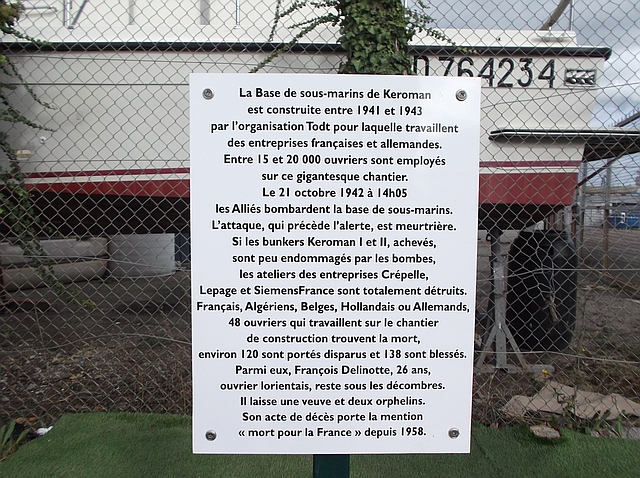 D764234
La Base de sous-marins de Keroman
est construite entre 1941 et 1943
par l'organisation Todt pour laquelle travaillent
des entreprises françaises et allemandes.
Entre 15 et 20 000 ouvriers sont employés
sur ce gigantesque chantier.
Le 21 octobre 1942 à 14h05
les Alliés bombardent la base de sous-marins.
L'attaque, qui précède l'alerte, est meurtrière.
Si les bunkers Keroman I et II, achevés,
sont peu endommagés par les bombes,
les ateliers des entreprises Crépelle,
Lepage et SiemensFrance sont totalement détruits.
Français, Algériens, Belges, Hollandais ou Allemands,
48 ouvriers qui travaillent sur le chantier
de construction trouvent la mort,
environ 120 sont portés disparus et 138 sont blessés.
Parmi eux, François Delinotte, 26 ans,
ouvrier lorientais, reste sous les décombres.
Il laisse une veuve et deux orphelins.
Son acte de décès porte la mention
« mort pour la France » depuis 1958.